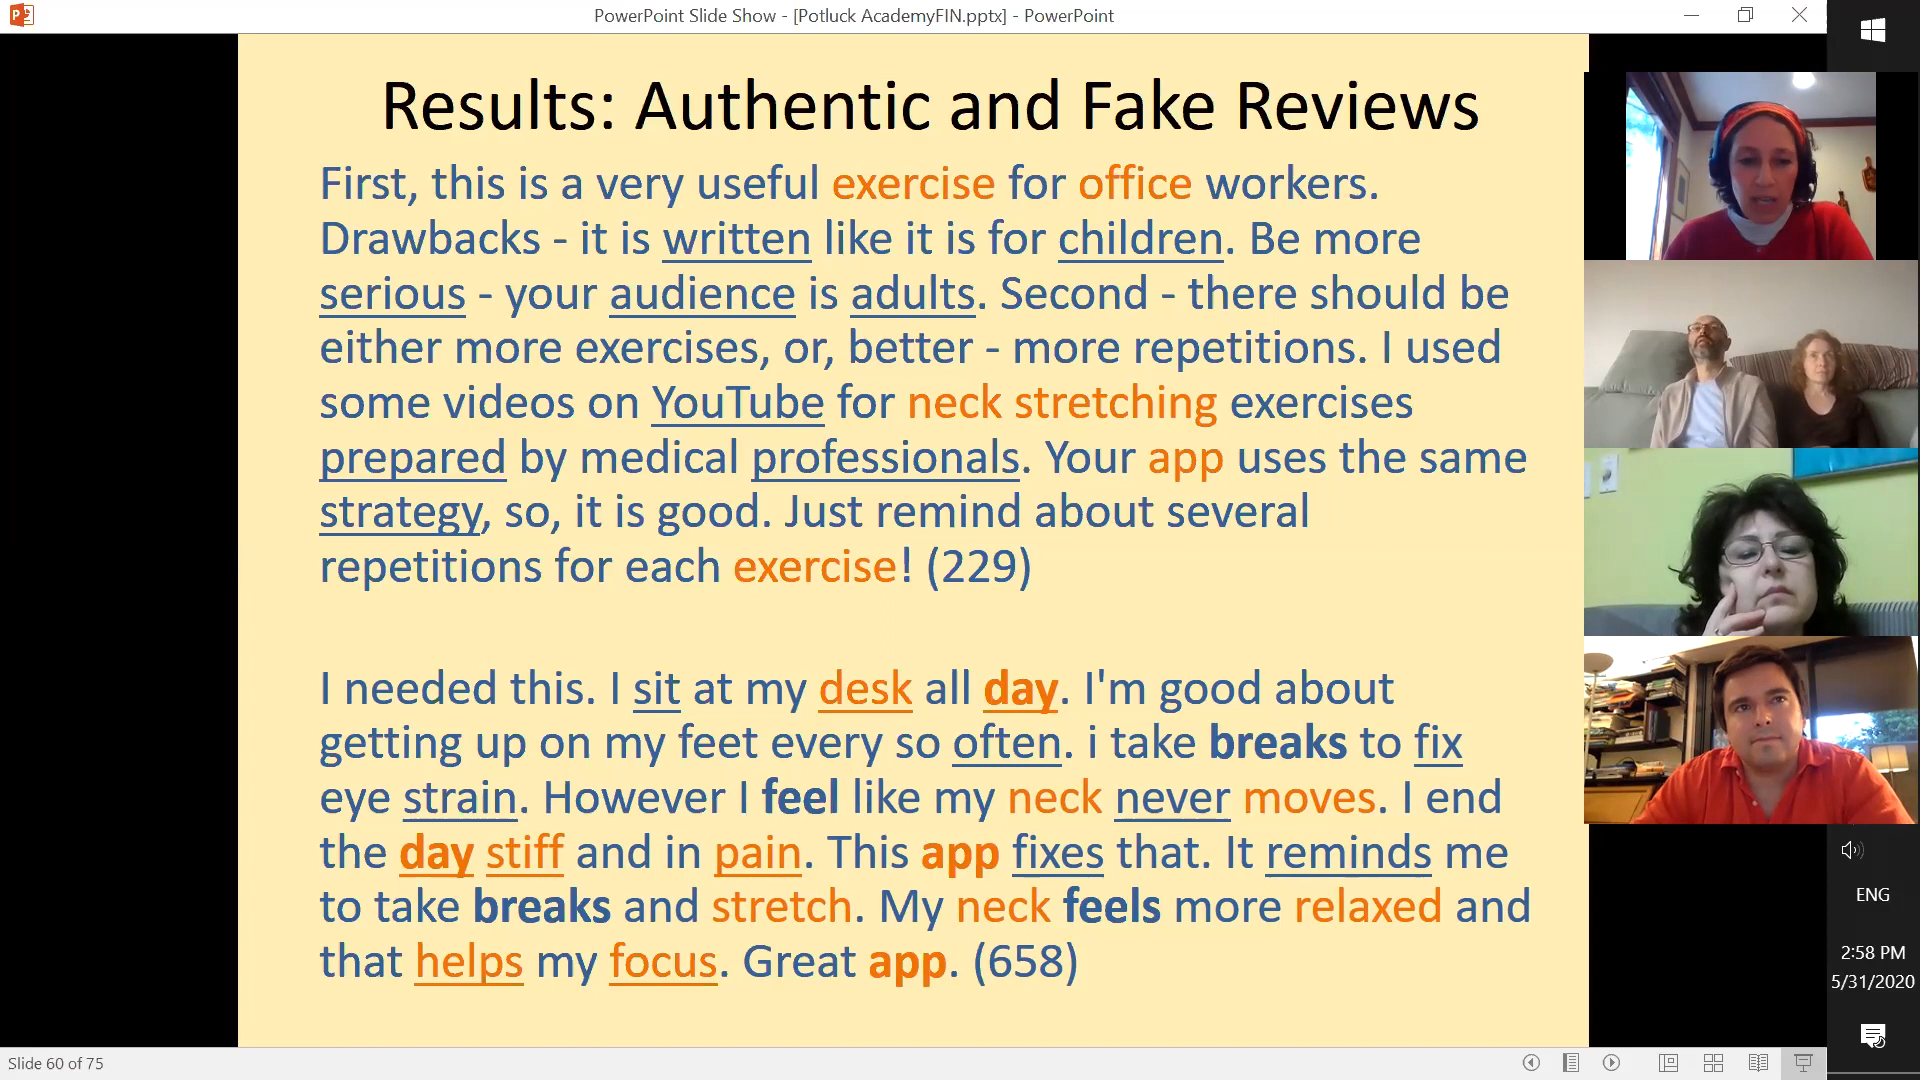 PowerPoint Slide Show - [Potluck AcademyFIN.pptx] - PowerPoint
Results: Authentic and Fake Reviews
First, this is a very useful exercise for office workers.
Drawbacks - it is written like it is for children. Be more
serious - your audience is adults. Second - there should be
either more exercises, or, better - more repetitions. I used
some videos on YouTube for neck stretching exercises
prepared by medical professionals. Your app uses the same
strategy, so, it is good. Just remind about several
repetitions for each exercise! (229)
I needed this. I sit at my desk all day. I'm good about
getting up on my feet every so often. i take breaks to fix
eye strain. However I feel like my neck never moves. I end
the day stiff and in pain. This app fixes that. It reminds me
to take breaks and stretch. My neck feels more relaxed and
that helps my focus. Great app. (658)
ENG
2:58 PM
5/31/2020
Slide 60 of 75